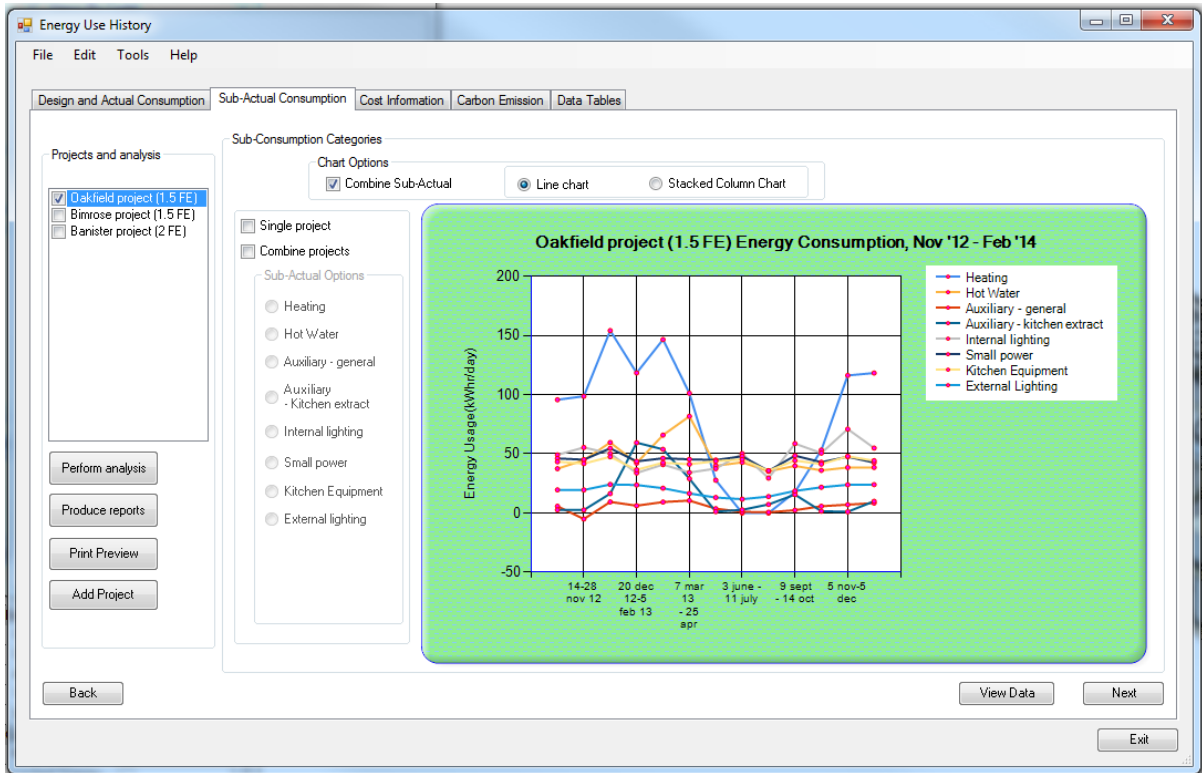 Energy Use History
File Edit Tools Help
Design and Actual Consumption Sub-Actual Consumption Cost Information Carbon Emission Data Tables
Projects and analysis
Oakfield project (1.5 FE)
Bimrose project (1.5 FE)
Banister project (2 FE)
Perform analysis
Produce reports
Print Preview
Add Project
Sub-Consumption Categories
Chart Options
Combine Sub-Actual Line chart Stacked Column Chart
Single project
Combine projects
Sub-Actual Options
Heating
Hot Water
Auxiliary - general
Auxiliary
- Kitchen extract
Internal lighting
Small power
Kitchen Equipment
External lighting
Oakfield project (1.5 FE) Energy Consumption, Nov '12 - Feb '14
Energy Usage(kWhr/day)
200
150
100
50
0
-50
14-28
nov 12
20 dec
12-5
feb 13
7 mar
13
- 25
apr
3 june -
11 july
9 sept
- 14 oct
5 nov-5
dec
Heating
Hot Water
Auxiliary - general
Auxiliary - kitchen extract
Internal lighting
Small power
Kitchen Equipment
External Lighting
Back View Data Next
Exit